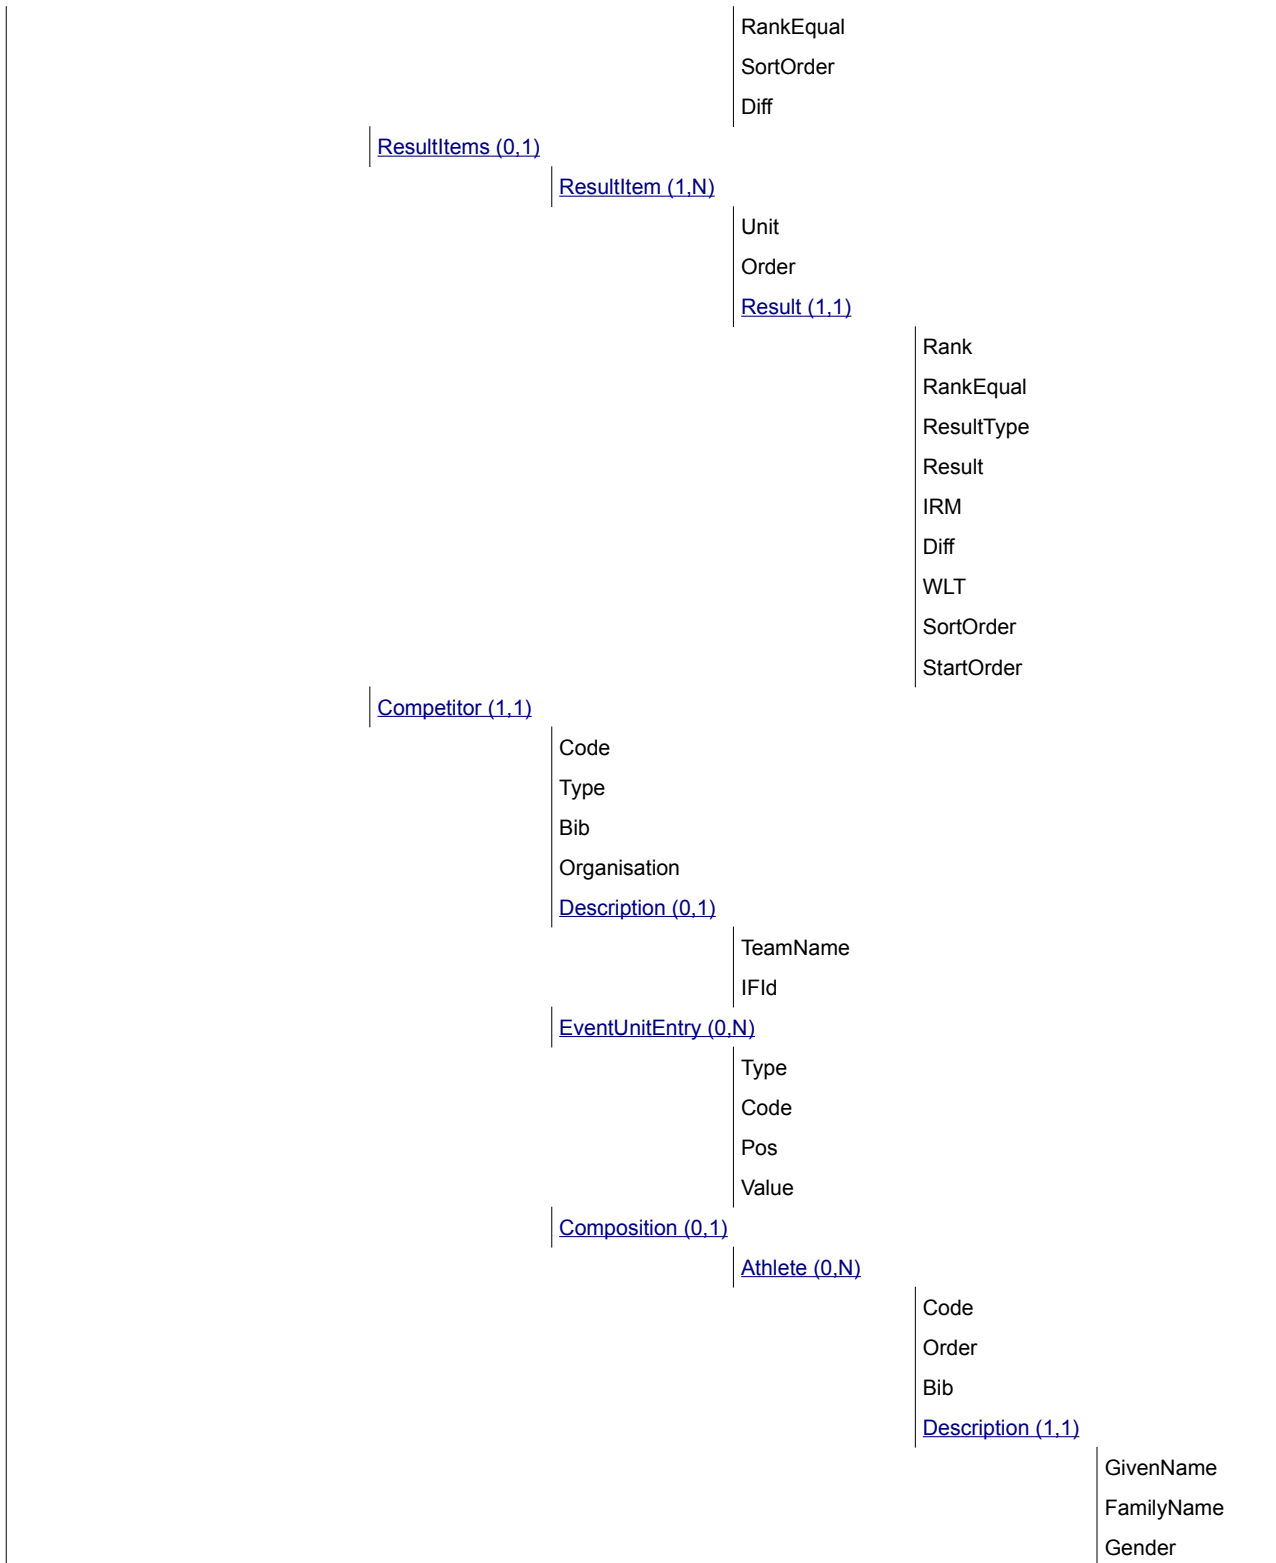 RankEqual
SortOrder
Diff
ResultItems (0,1)
ResultItem (1,N)
Unit
Order
Result (1,1)
Rank
RankEqual
ResultType
Result
IRM
Diff
WLT
SortOrder
StartOrder
Competitor (1,1)
Code
Type
Bib
Organisation
Description (0,1)
TeamName
IFId
EventUnitEntry (0,N)
Type
Code
Pos
Value
Composition (0,1)
Athlete (0,N)
Code
Order
Bib
Description (1,1)
GivenName
FamilyName
Gender